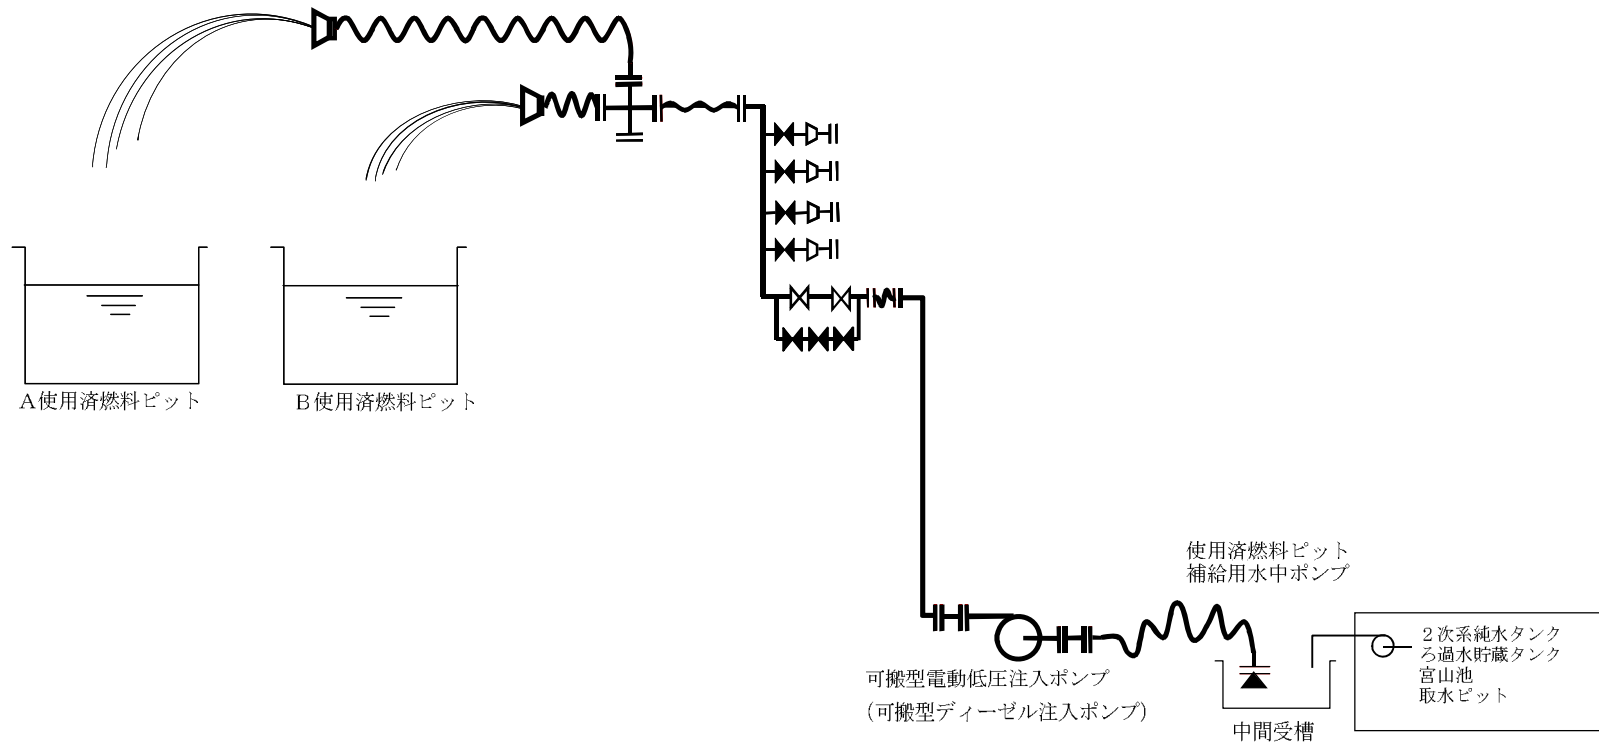 A使用済燃料ピット
B使用済燃料ピット
使用済燃料ピット
補給用水中ポンプ
2次系純水タンク
ろ過水貯蔵タンク
宮山池
取水ピット
可搬型電動低圧注入ポンプ
(可搬型ディーゼル注入ポンプ)
中間受槽